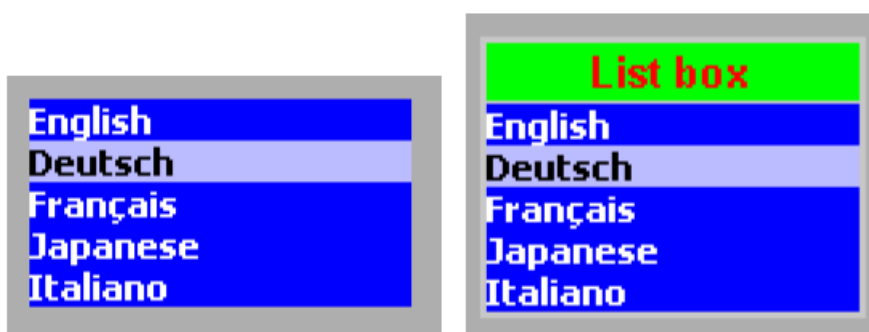 English
Deutsch
Français
Japanese
Italiano
List box
English
Deutsch
Français
Japanese
Italiano